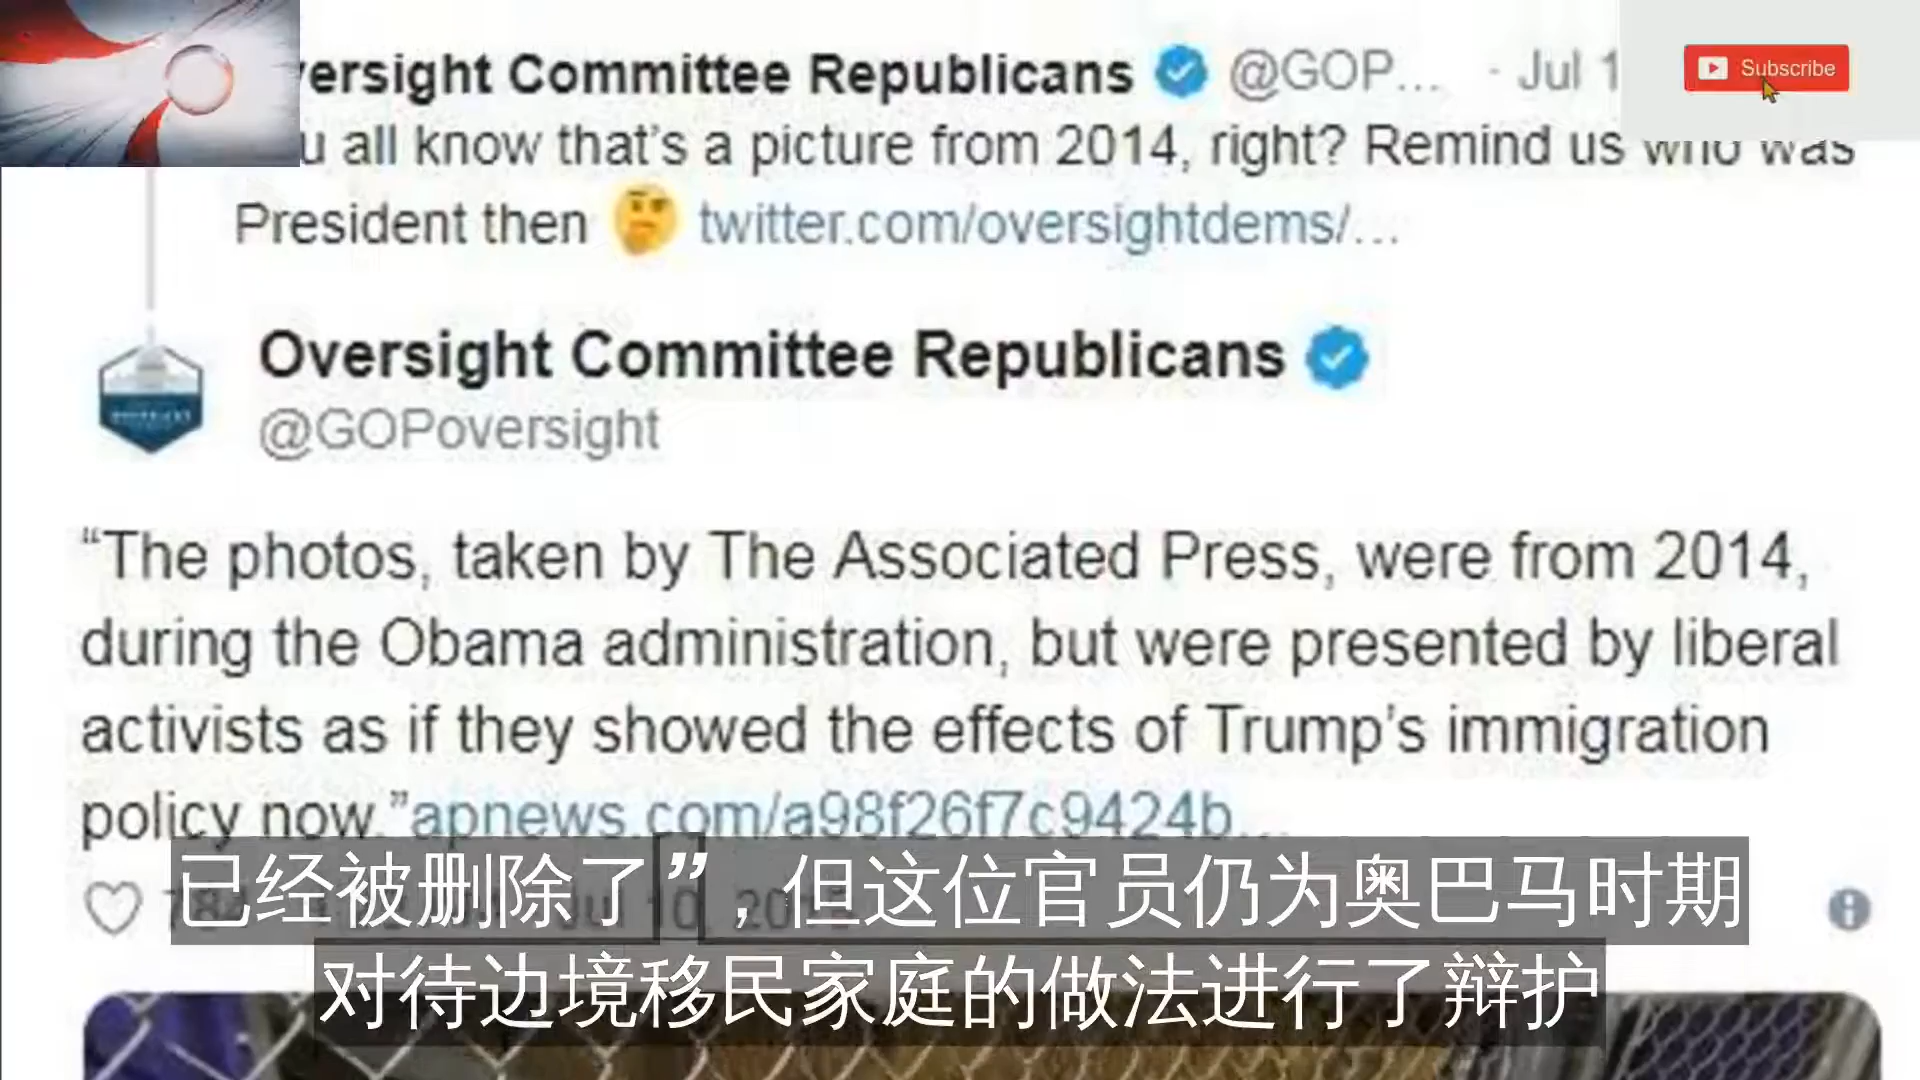 ersight Committee Republicans @GOP... · Jul 1
Subscribe
u all know that's a picture from 2014, right? Remind us who was
President then 🤔 twitter.com/oversightdems/...
Oversight Committee Republicans
@GOPoversight
“The photos, taken by The Associated Press, were from 2014,
during the Obama administration, but were presented by liberal
activists as if they showed the effects of Trump's immigration
policy now.”apnews.com/a98f26f7c9424b...
已经被删除了”，但这位官员仍为奥巴马时期
对待边境移民家庭的做法进行了辩护